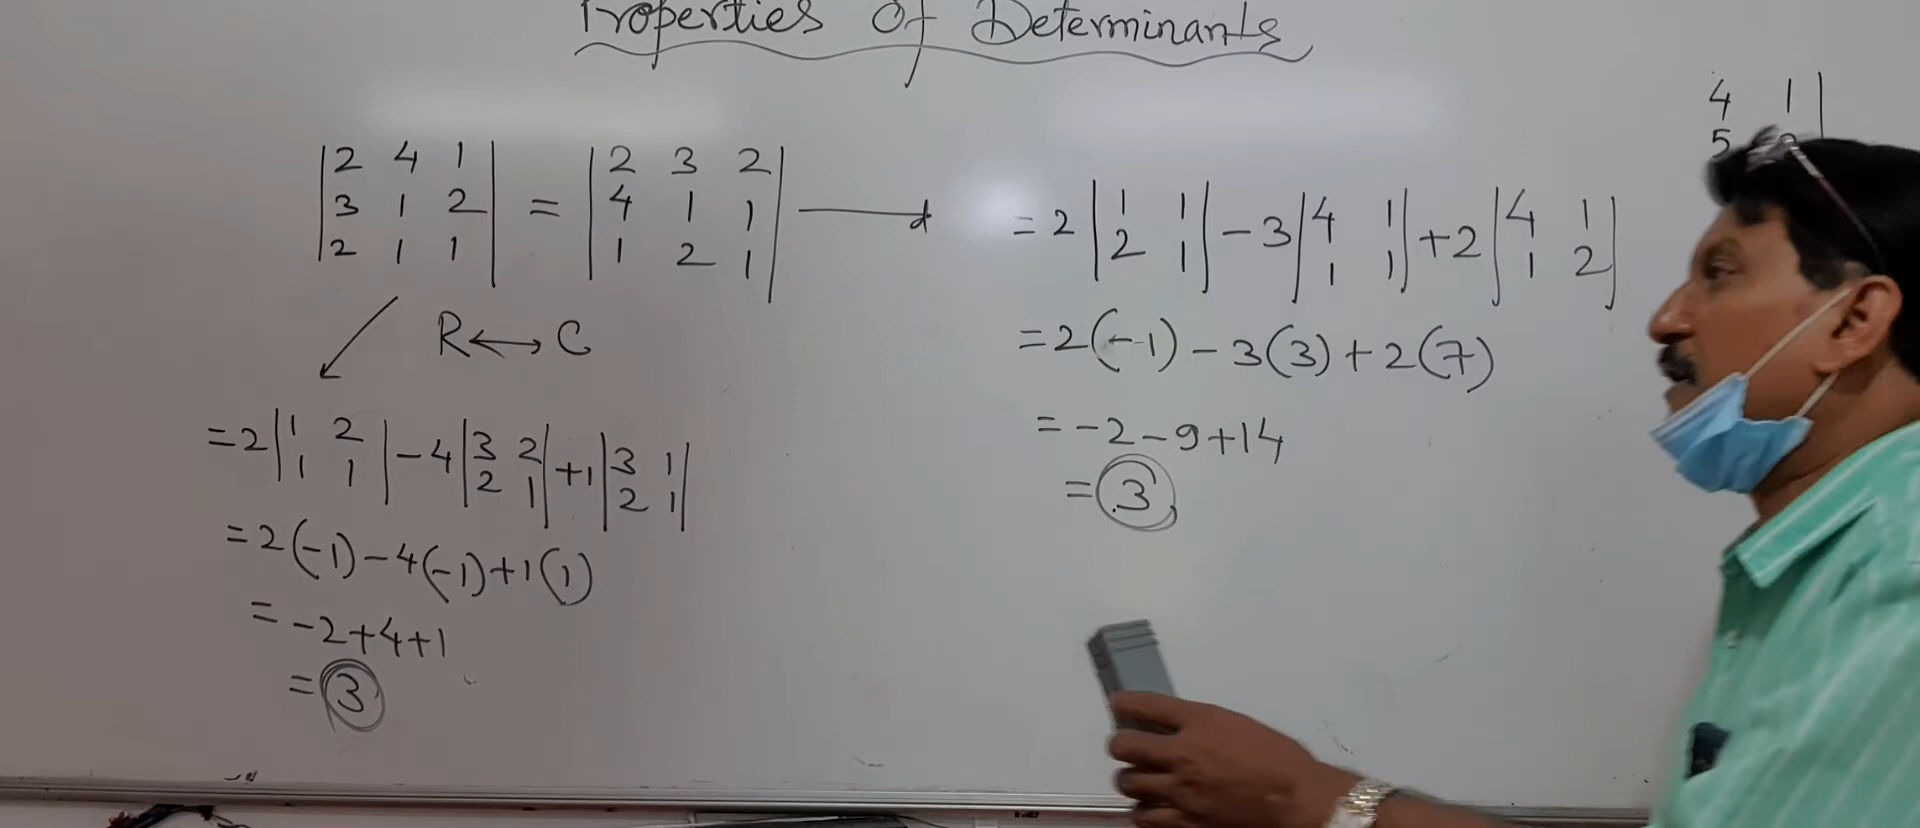 Properties Of Determinants
|2 4 1| = |2 3 2| →
|3 1 2| |4 1 1|
|2 1 1| |1 2 1|
R ↔ C
= 2 |1 2| - 4 |3 2| + 1 |3 1|
|1 1| |2 1| |2 1|
= 2(-1) - 4(-1) + 1(1)
= -2 + 4 + 1
= 3
= 2 |1 1| - 3 |4 1| + 2 |4 1|
|2 1| |1 1| |1 2|
= 2(-1) - 3(3) + 2(7)
= -2 - 9 + 14
= 3
4 1|
5